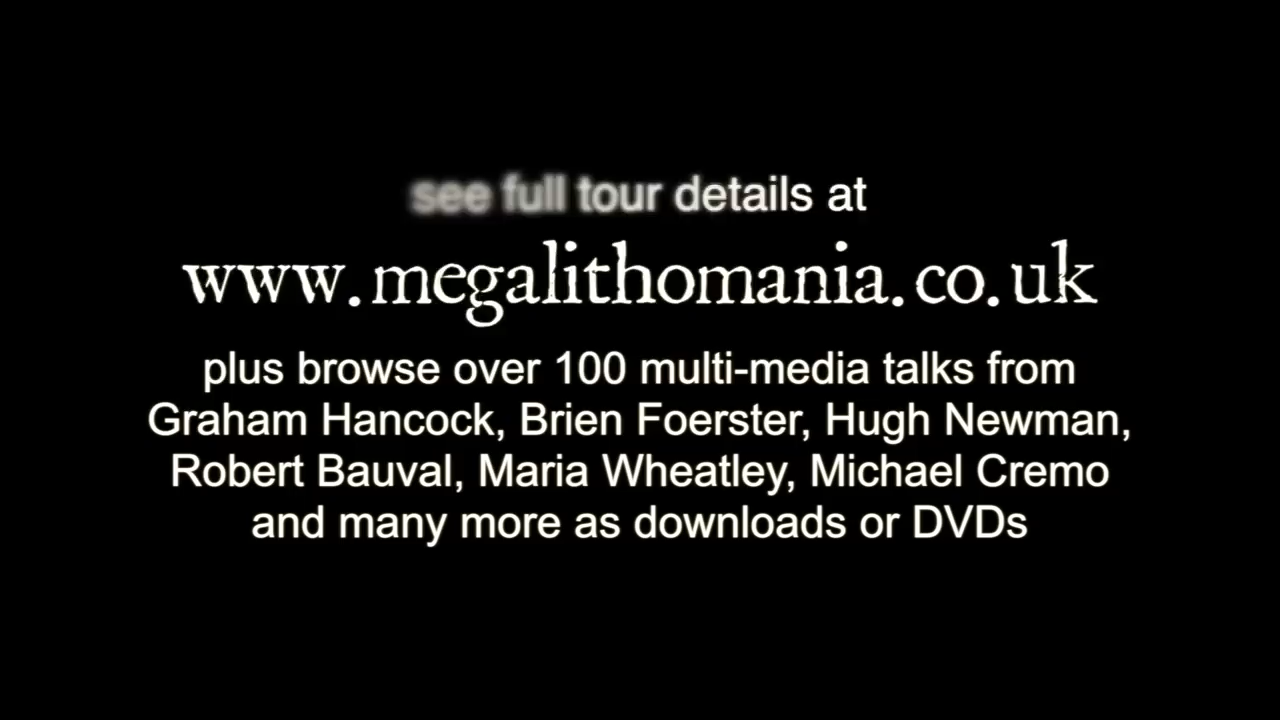 see full tour details at
www.megalithomania.co.uk
plus browse over 100 multi-media talks from
Graham Hancock, Brien Foerster, Hugh Newman,
Robert Bauval, Maria Wheatley, Michael Cremo
and many more as downloads or DVDs